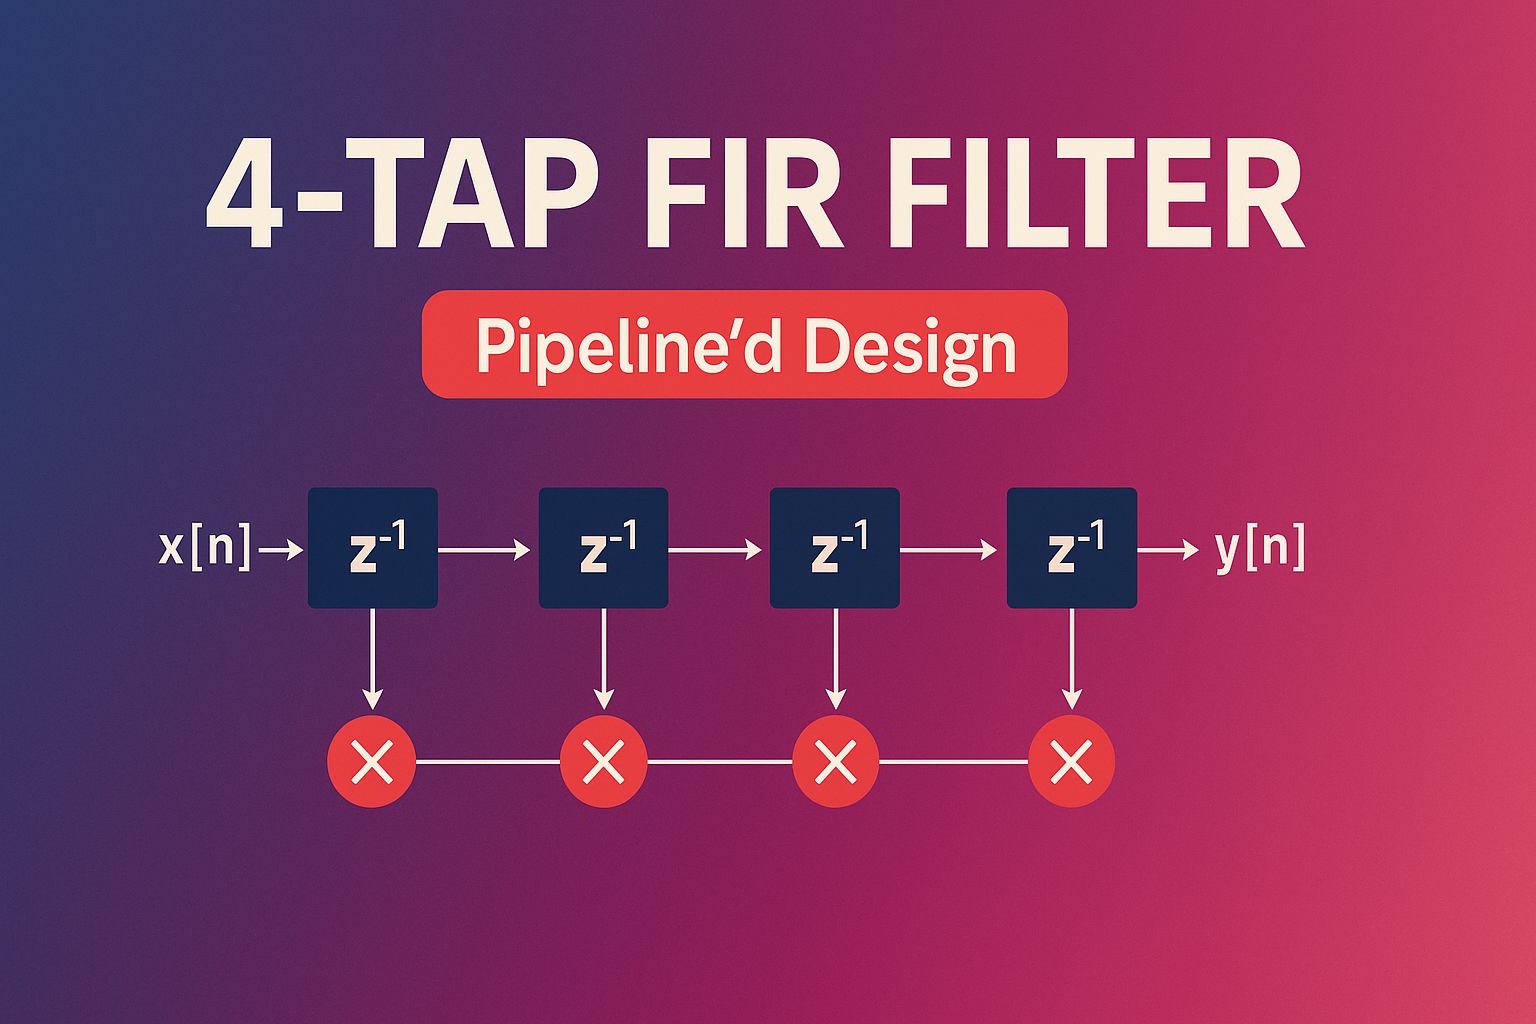 4-TAP FIR FILTER
Pipeline’d Design
x[n] z⁻¹ z⁻¹ z⁻¹ z⁻¹ y[n]